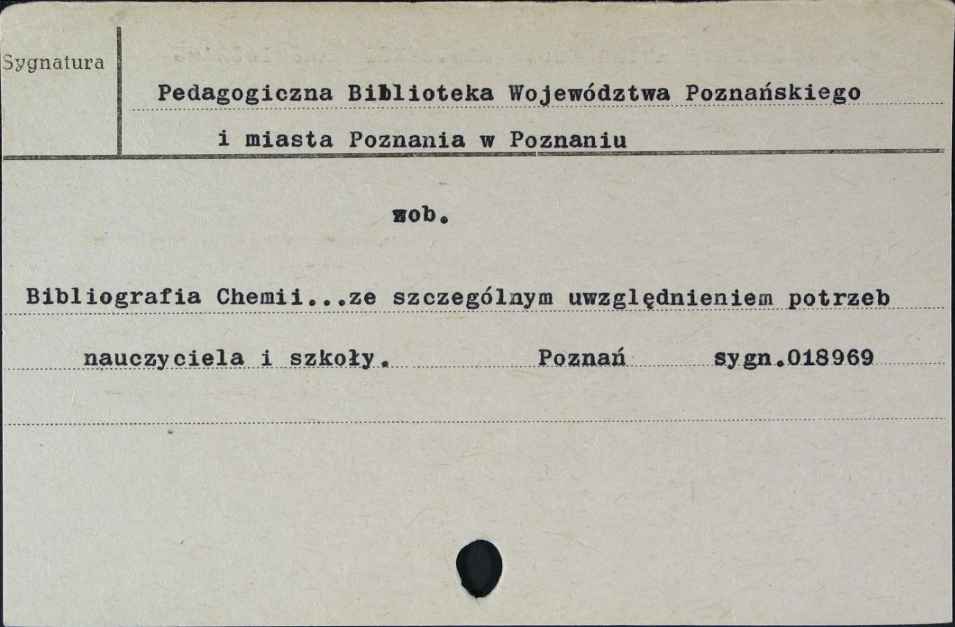 Sygnatura
Pedagogiczna Biblioteka Województwa Poznańskiego
i miasta Poznania w Poznaniu
zob.
Bibliografia Chemii...ze szczególnym uwzględnieniem potrzeb
nauczyciela i szkoły. Poznań sygn.018969